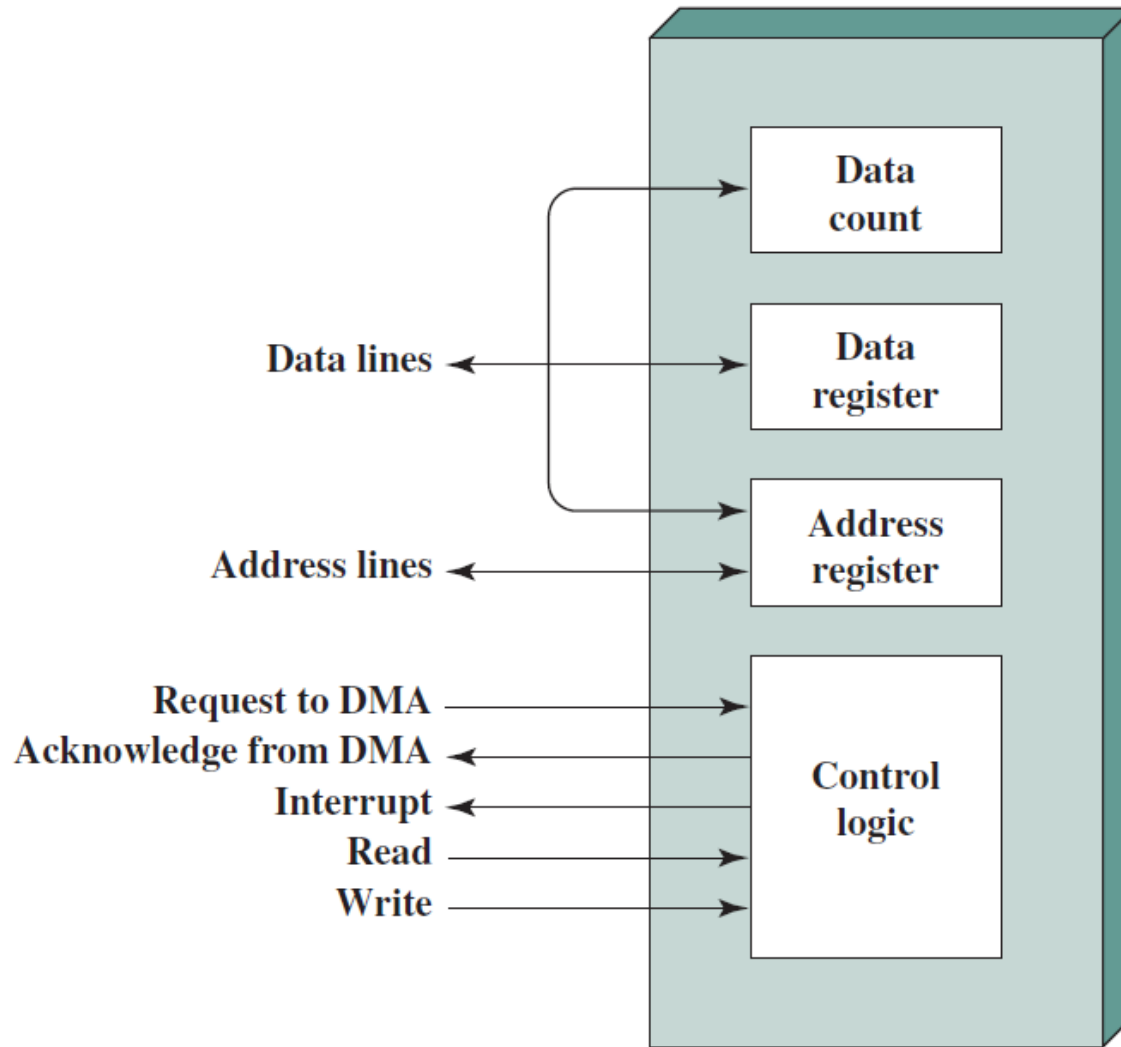 Data
count
Data lines
Data
register
Address
register
Address lines
Request to DMA
Acknowledge from DMA
Interrupt
Read
Write
Control
logic